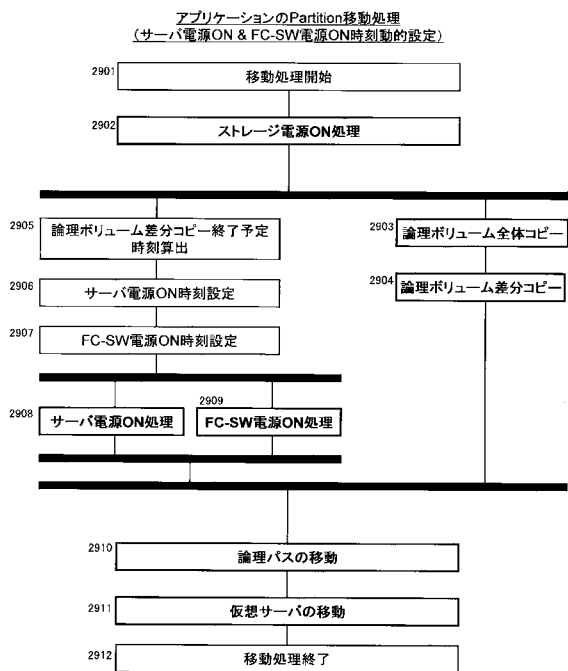 アプリケーションのPartition移動処理
（サーバ電源ON & FC-SW電源ON時刻動的設定）
2901
移動処理開始
2902
ストレージ電源ON処理
2905
論理ボリューム差分コピー終了予定
時刻算出
2903
論理ボリューム全体コピー
2906
サーバ電源ON時刻設定
2904
論理ボリューム差分コピー
2907
FC-SW電源ON時刻設定
2908
サーバ電源ON処理
2909
FC-SW電源ON処理
2910
論理パスの移動
2911
仮想サーバの移動
2912
移動処理終了